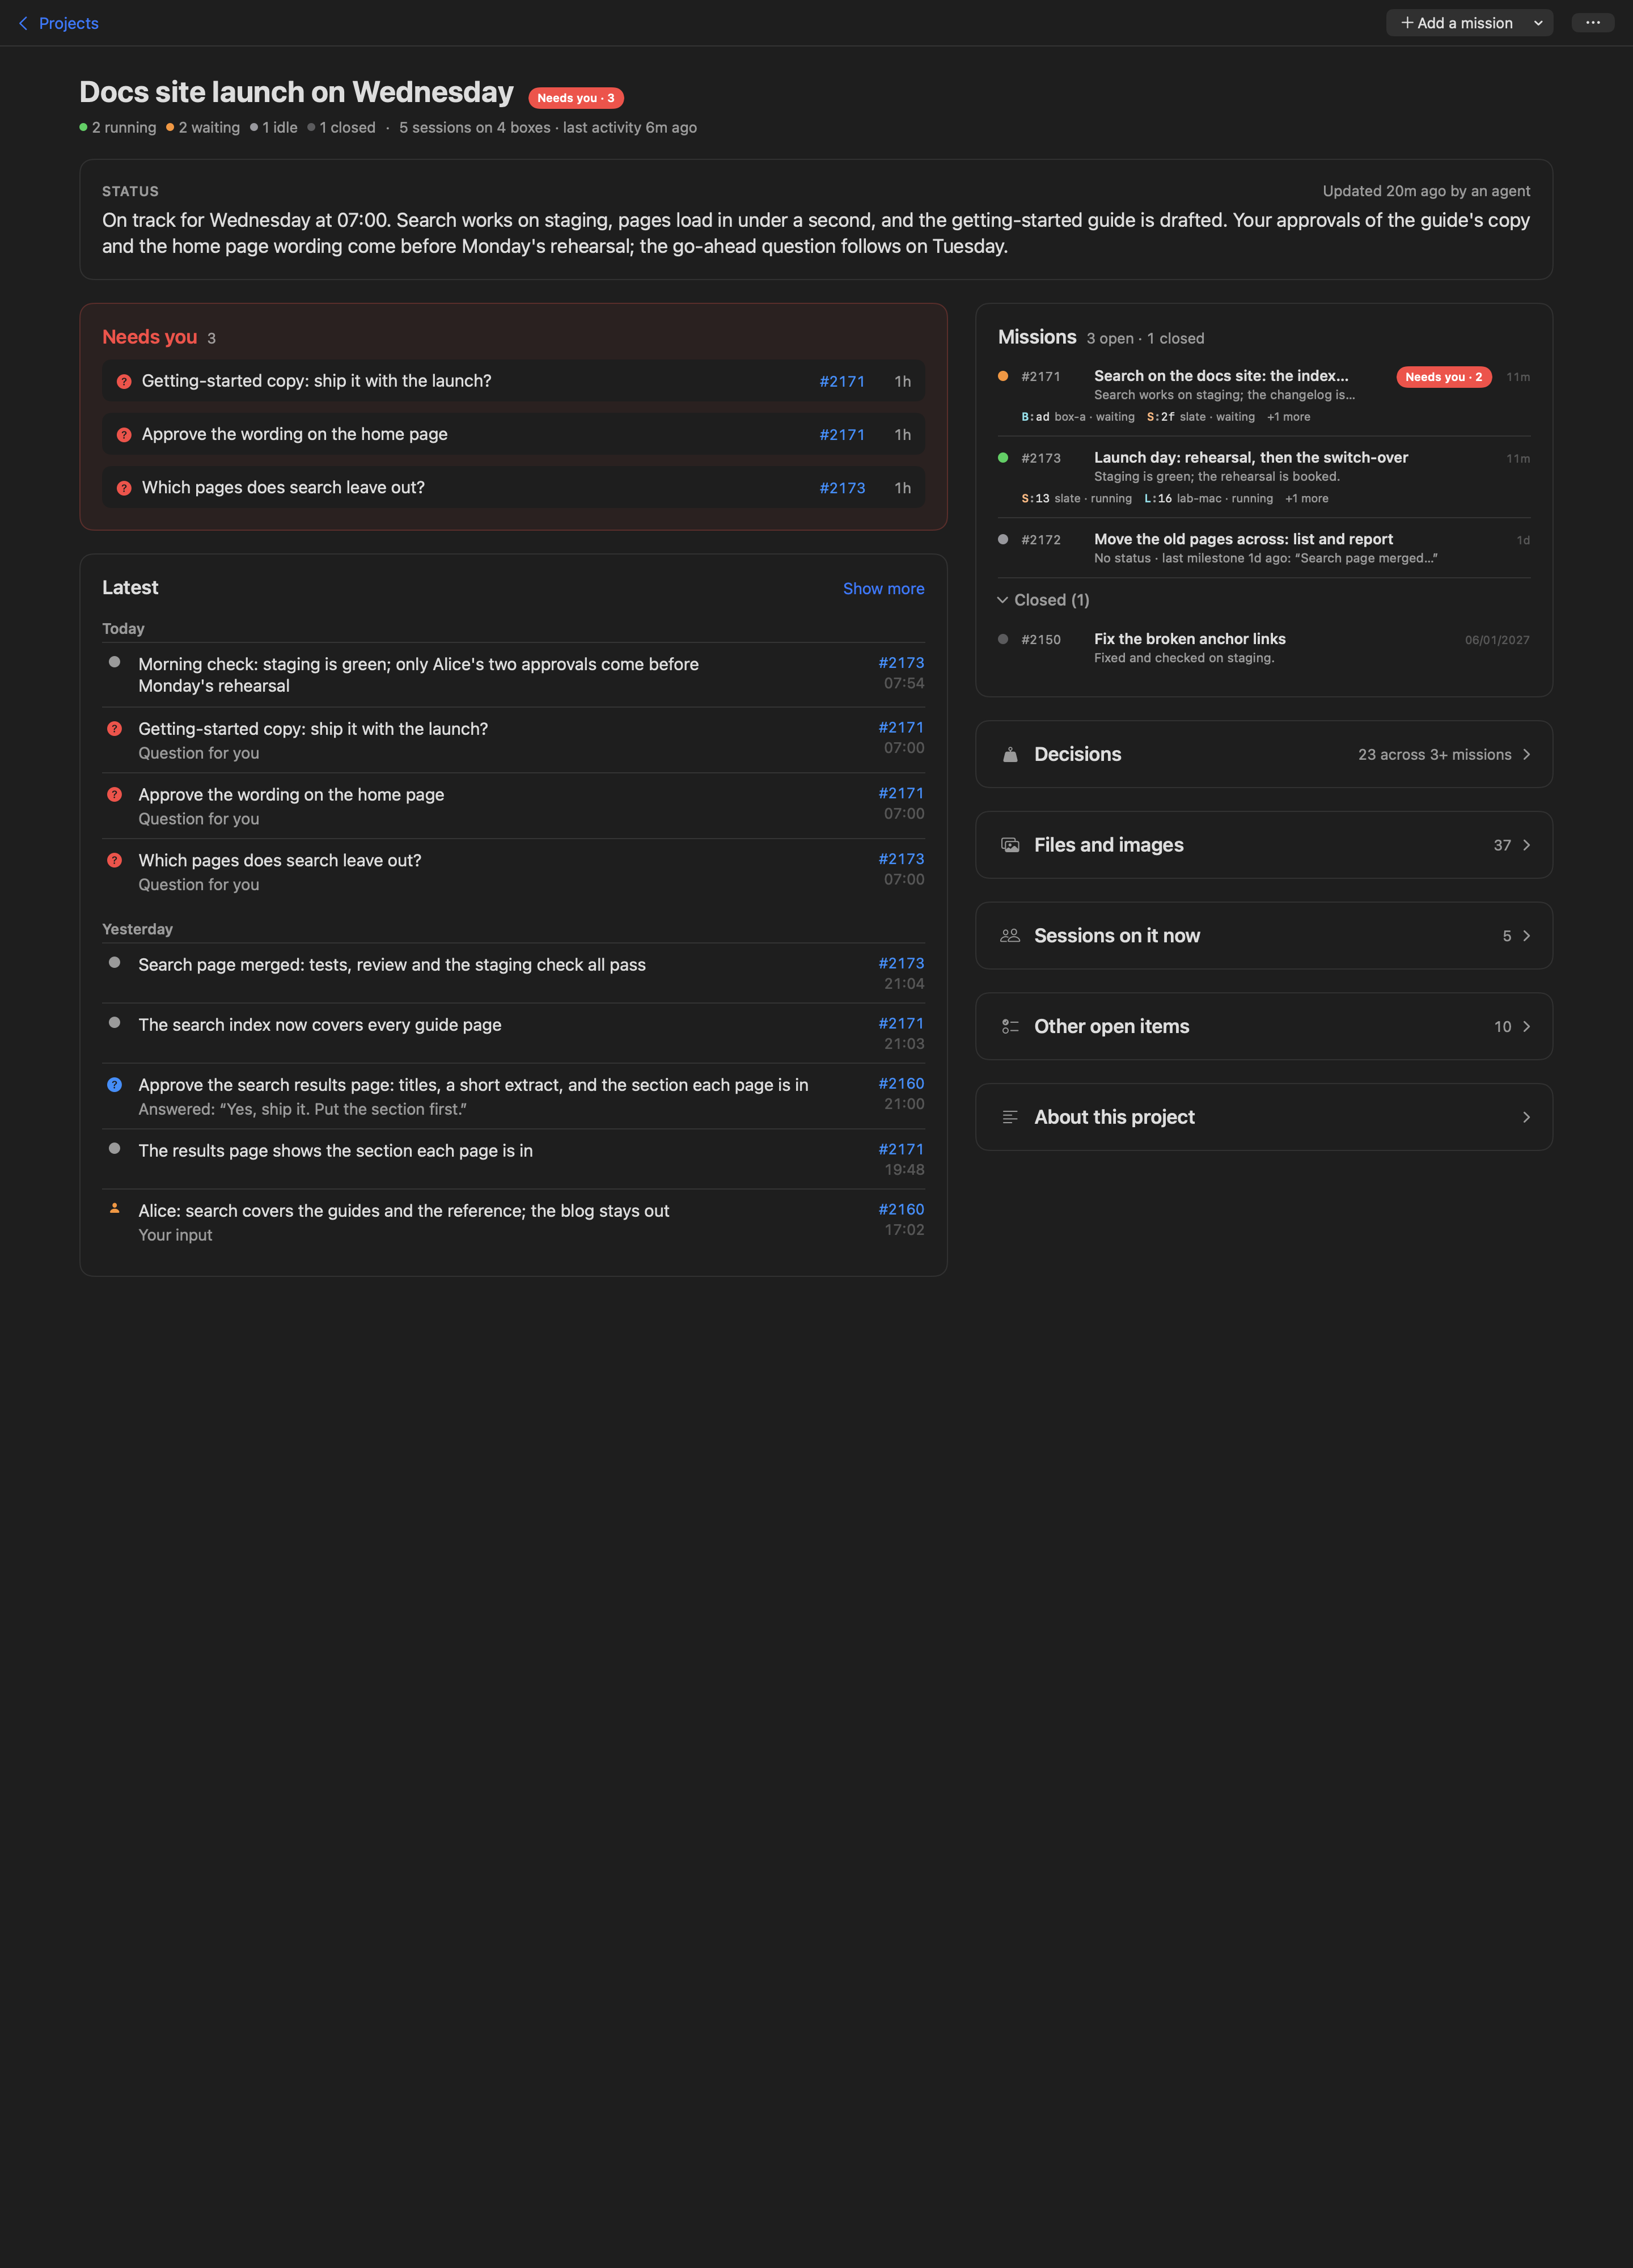 Projects
Add a mission
Docs site launch on Wednesday
Needs you · 3
2 running 2 waiting 1 idle 1 closed · 5 sessions on 4 boxes · last activity 6m ago
STATUS
Updated 20m ago by an agent
On track for Wednesday at 07:00. Search works on staging, pages load in under a second, and the getting-started guide is drafted. Your approvals of the guide's copy
and the home page wording come before Monday's rehearsal; the go-ahead question follows on Tuesday.
Needs you 3
Getting-started copy: ship it with the launch? #2171 1h
Approve the wording on the home page #2171 1h
Which pages does search leave out? #2173 1h
Latest
Show more
Today
Morning check: staging is green; only Alice's two approvals come before
Monday's rehearsal
#2173
07:54
Getting-started copy: ship it with the launch?
Question for you
#2171
07:00
Approve the wording on the home page
Question for you
#2171
07:00
Which pages does search leave out?
Question for you
#2173
07:00
Yesterday
Search page merged: tests, review and the staging check all pass
#2173
21:04
The search index now covers every guide page
#2171
21:03
Approve the search results page: titles, a short extract, and the section each page is in
Answered: “Yes, ship it. Put the section first.”
#2160
21:00
The results page shows the section each page is in
#2171
19:48
Alice: search covers the guides and the reference; the blog stays out
Your input
#2160
17:02
Missions 3 open · 1 closed
#2171 Search on the docs site: the index… Needs you · 2 11m
Search works on staging; the changelog is…
B:ad box-a · waiting S:2f slate · waiting +1 more
#2173 Launch day: rehearsal, then the switch-over 11m
Staging is green; the rehearsal is booked.
S:13 slate · running L:16 lab-mac · running +1 more
#2172 Move the old pages across: list and report 1d
No status · last milestone 1d ago: “Search page merged…”
Closed (1)
#2150 Fix the broken anchor links 06/01/2027
Fixed and checked on staging.
Decisions 23 across 3+ missions
Files and images 37
Sessions on it now 5
Other open items 10
About this project